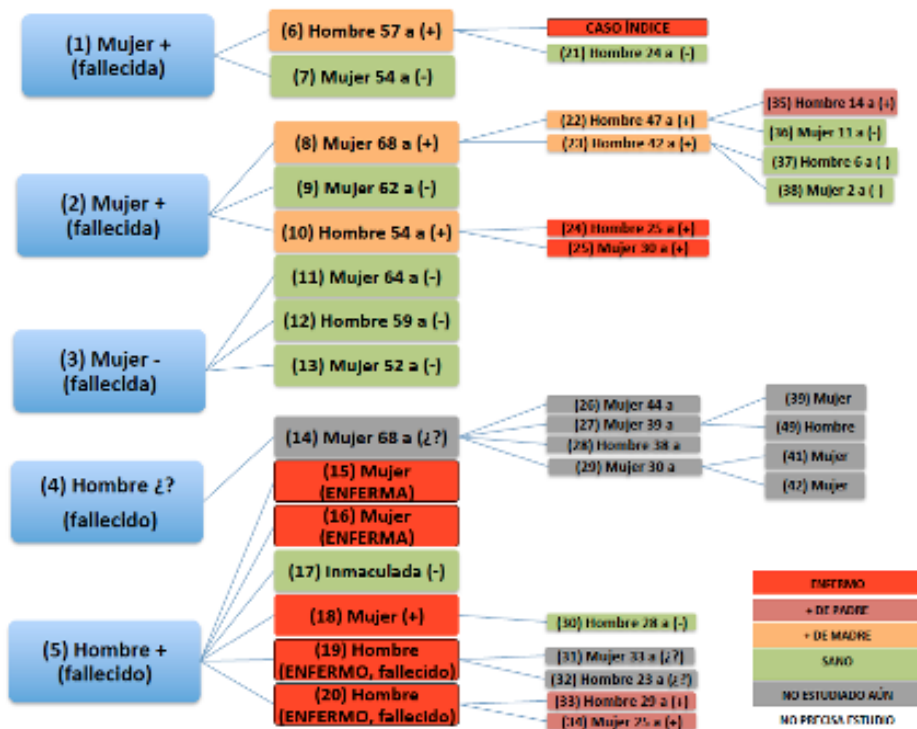 (1) Mujer +
(fallecida)
(6) Hombre 57 a (+)
(7) Mujer 54 a (-)
CASO ÍNDICE
(21) Hombre 24 a (-)
(2) Mujer +
(fallecida)
(8) Mujer 68 a (+)
(9) Mujer 62 a (-)
(10) Hombre 54 a (+)
(22) Hombre 47 a (+)
(23) Hombre 42 a (+)
(35) Hombre 14 a (+)
(36) Mujer 11 a (-)
(37) Hombre 6 a ( )
(38) Mujer 2 a ( )
(24) Hombre 25 a (+)
(25) Mujer 30 a (+)
(3) Mujer -
(fallecida)
(11) Mujer 64 a (-)
(12) Hombre 59 a (-)
(13) Mujer 52 a (-)
(4) Hombre ¿?
(fallecido)
(14) Mujer 68 a (¿?)
(26) Mujer 44 a
(27) Mujer 39 a
(28) Hombre 38 a
(29) Mujer 30 a
(39) Mujer
(49) Hombre
(41) Mujer
(42) Mujer
(5) Hombre +
(fallecido)
(15) Mujer
(ENFERMA)
(16) Mujer
(ENFERMA)
(17) Inmaculada (-)
(18) Mujer (+)
(19) Hombre
(ENFERMO, fallecido)
(20) Hombre
(ENFERMO, fallecido)
(30) Hombre 28 a (-)
(31) Mujer 33 a (¿?)
(32) Hombre 23 a (¿?)
(33) Hombre 29 a (+)
(34) Mujer 25 a (+)
ENFERMO
+ DE PADRE
+ DE MADRE
SANO
NO ESTUDIADO AÚN
NO PRECISA ESTUDIO